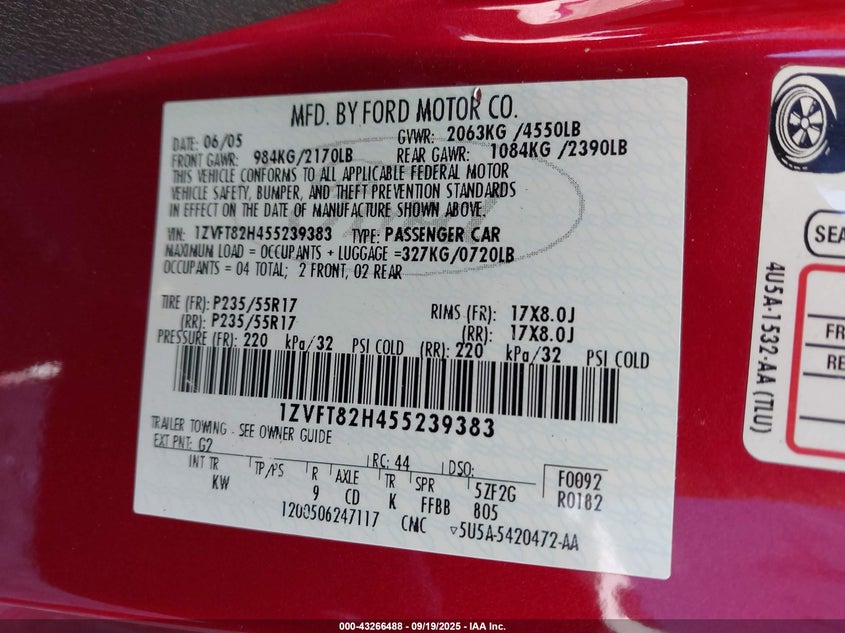 MFD. BY FORD MOTOR CO.
DATE: 06/05 GVWR: 2063KG /4550LB
FRONT GAWR: 984KG/2170LB REAR GAWR: 1084KG /2390LB
THIS VEHICLE CONFORMS TO ALL APPLICABLE FEDERAL MOTOR
VEHICLE SAFETY, BUMPER, AND THEFT PREVENTION STANDARDS
IN EFFECT ON THE DATE OF MANUFACTURE SHOWN ABOVE.
VIN: 1ZVFT82H455239383 TYPE: PASSENGER CAR
MAXIMUM LOAD = OCCUPANTS + LUGGAGE =327KG/0720LB
OCCUPANTS = 04 TOTAL; 2 FRONT, 02 REAR
TIRE (FR): P235/55R17 RIMS (FR): 17X8.0J
(RR): P235/55R17 (RR): 17X8.0J
PRESSURE (FR): 220 kPa/32 PSI COLD (RR): 220 kPa/32 PSI COLD
1ZVFT82H455239383
TRAILER TOWING - SEE OWNER GUIDE
EXT PNT: G2 RC: 44 DSO: F0092
INT TR TP/PS R AXLE TR SPR 5ZF2G R0182
KW 9 CD K FFBB 805
1200506247117 CMC 5U5A-5420472-AA
4U5A-1532-AA (TLU)
SEA
FR
RE
000-43266488 - 09/19/2025 - IAA Inc.